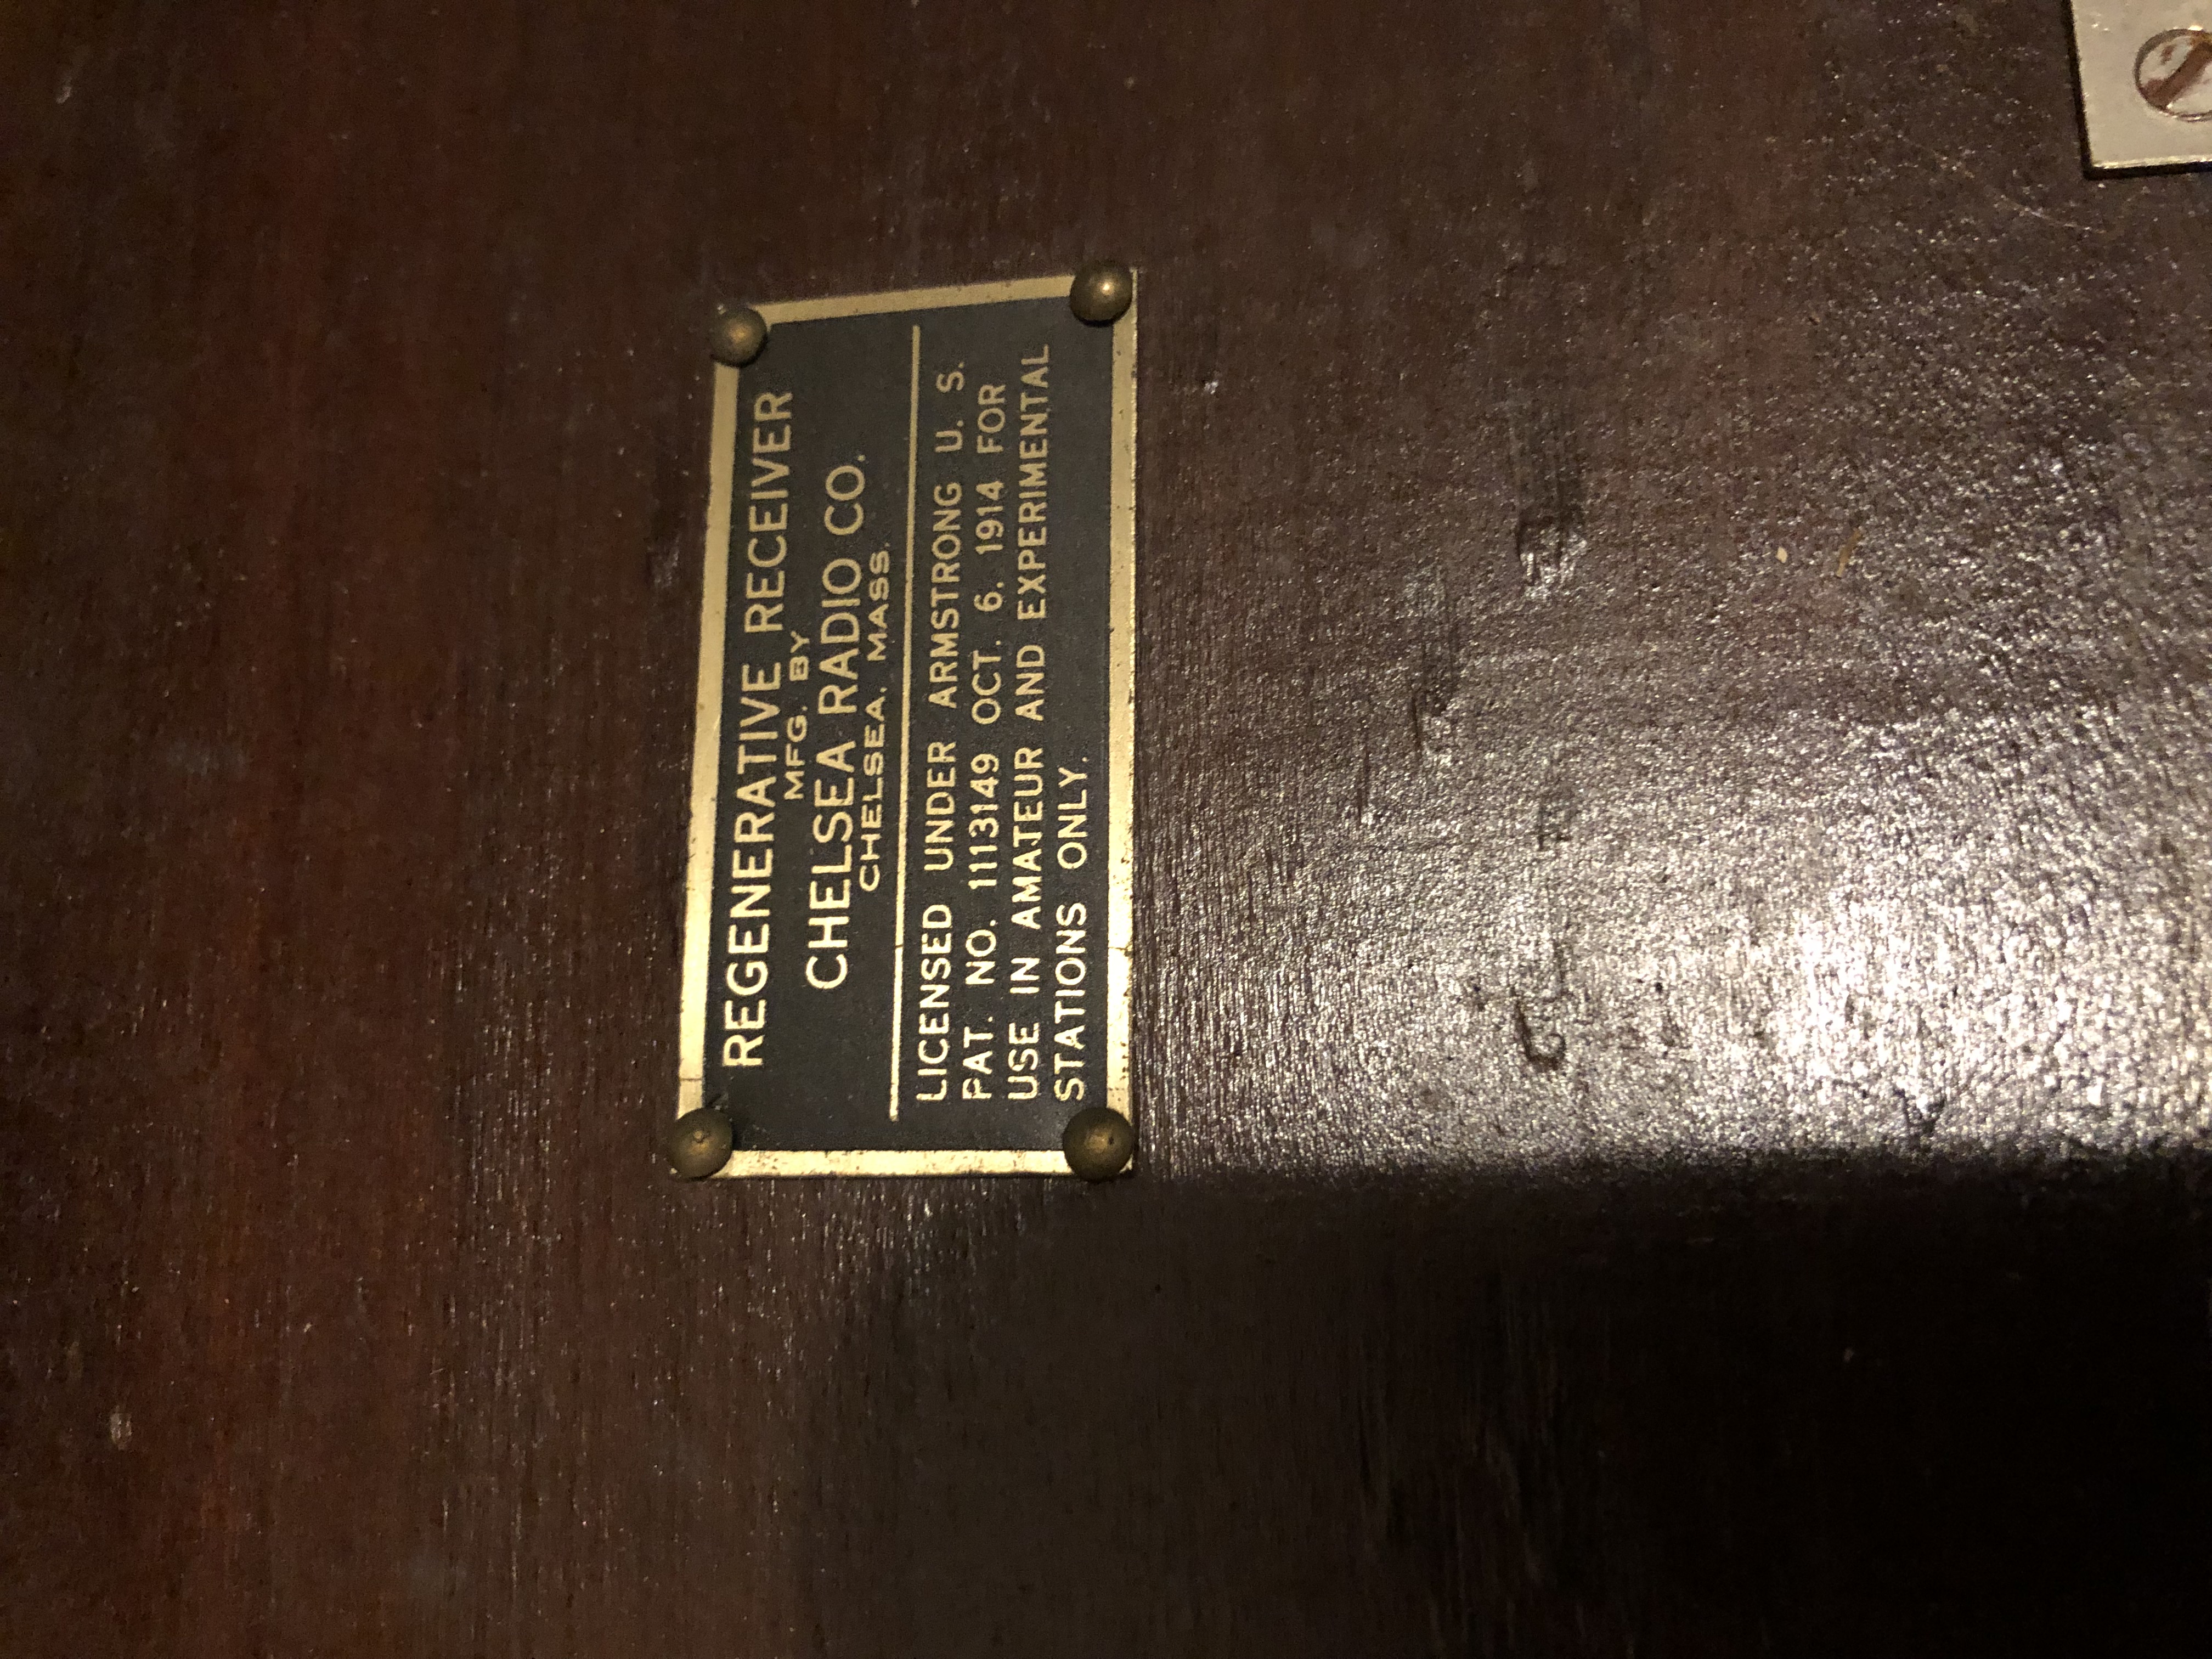 REGENERATIVE RECEIVER
MFG. BY
CHELSEA RADIO CO.
CHELSEA, MASS.
LICENSED UNDER ARMSTRONG U. S.
PAT. NO. 1113149 OCT. 6. 1914 FOR
USE IN AMATEUR AND EXPERIMENTAL
STATIONS ONLY.